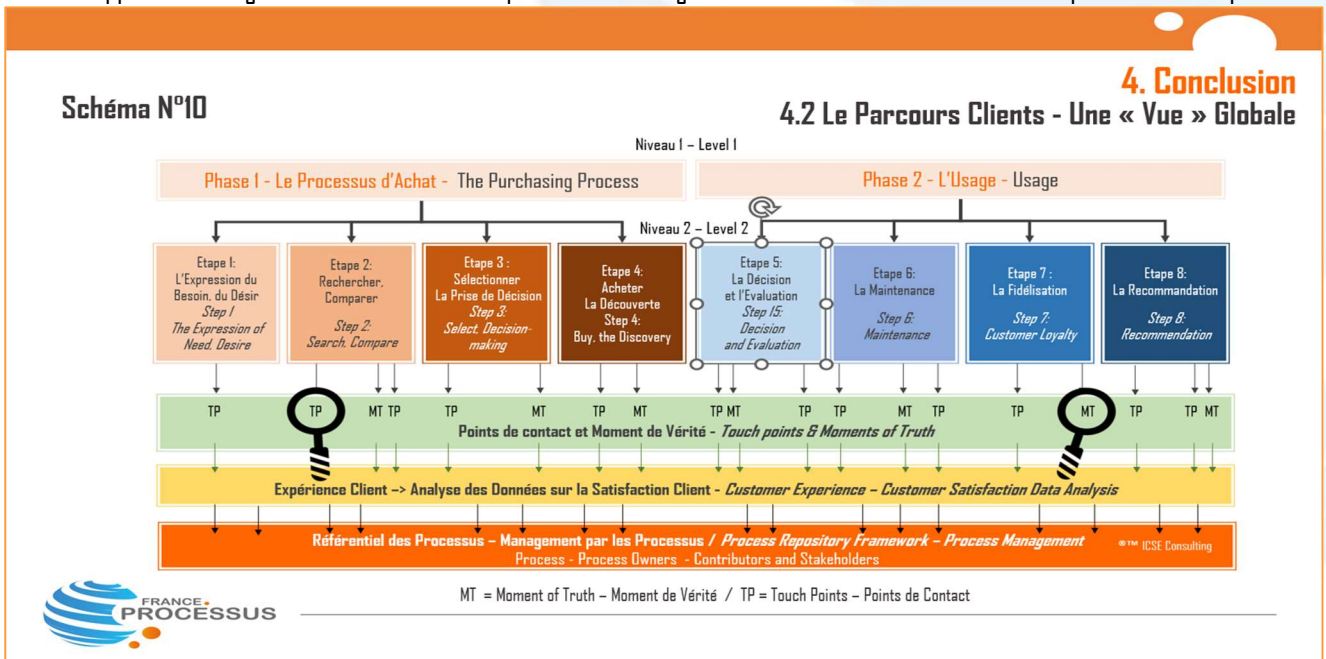 4. Conclusion
Schéma N°10
4.2 Le Parcours Clients - Une « Vue » Globale
Niveau 1 – Level 1
Phase 1 - Le Processus d'Achat - The Purchasing Process
Phase 2 - L'Usage - Usage
Niveau 2 – Level 2
Etape 1:
L'Expression du
Besoin, du Désir
Step 1
The Expression of
Need, Desire
Etape 2:
Rechercher,
Comparer
Step 2:
Search, Compare
Etape 3 :
Sélectionner
La Prise de Décision
Step 3:
Select, Decision-
making
Etape 4:
Acheter
La Découverte
Step 4:
Buy, the Discovery
Etape 5:
La Décision
et l'Evaluation
Step 15:
Decision
and Evaluation
Etape 6:
La Maintenance
Step 6:
Maintenance
Etape 7 :
La Fidélisation
Step 7:
Customer Loyalty
Etape 8:
La Recommandation
Step 8:
Recommendation
TP TP MT TP TP MT TP MT TP MT TP TP MT TP TP MT TP TP MT
Points de contact et Moment de Vérité - Touch points & Moments of Truth
Expérience Client –> Analyse des Données sur la Satisfaction Client - Customer Experience – Customer Satisfaction Data Analysis
Référentiel des Processus – Management par les Processus / Process Repository Framework – Process Management ®™ ICSE Consulting
Process - Process Owners - Contributors and Stakeholders
MT = Moment of Truth – Moment de Vérité / TP = Touch Points – Points de Contact
FRANCE
PROCESSUS